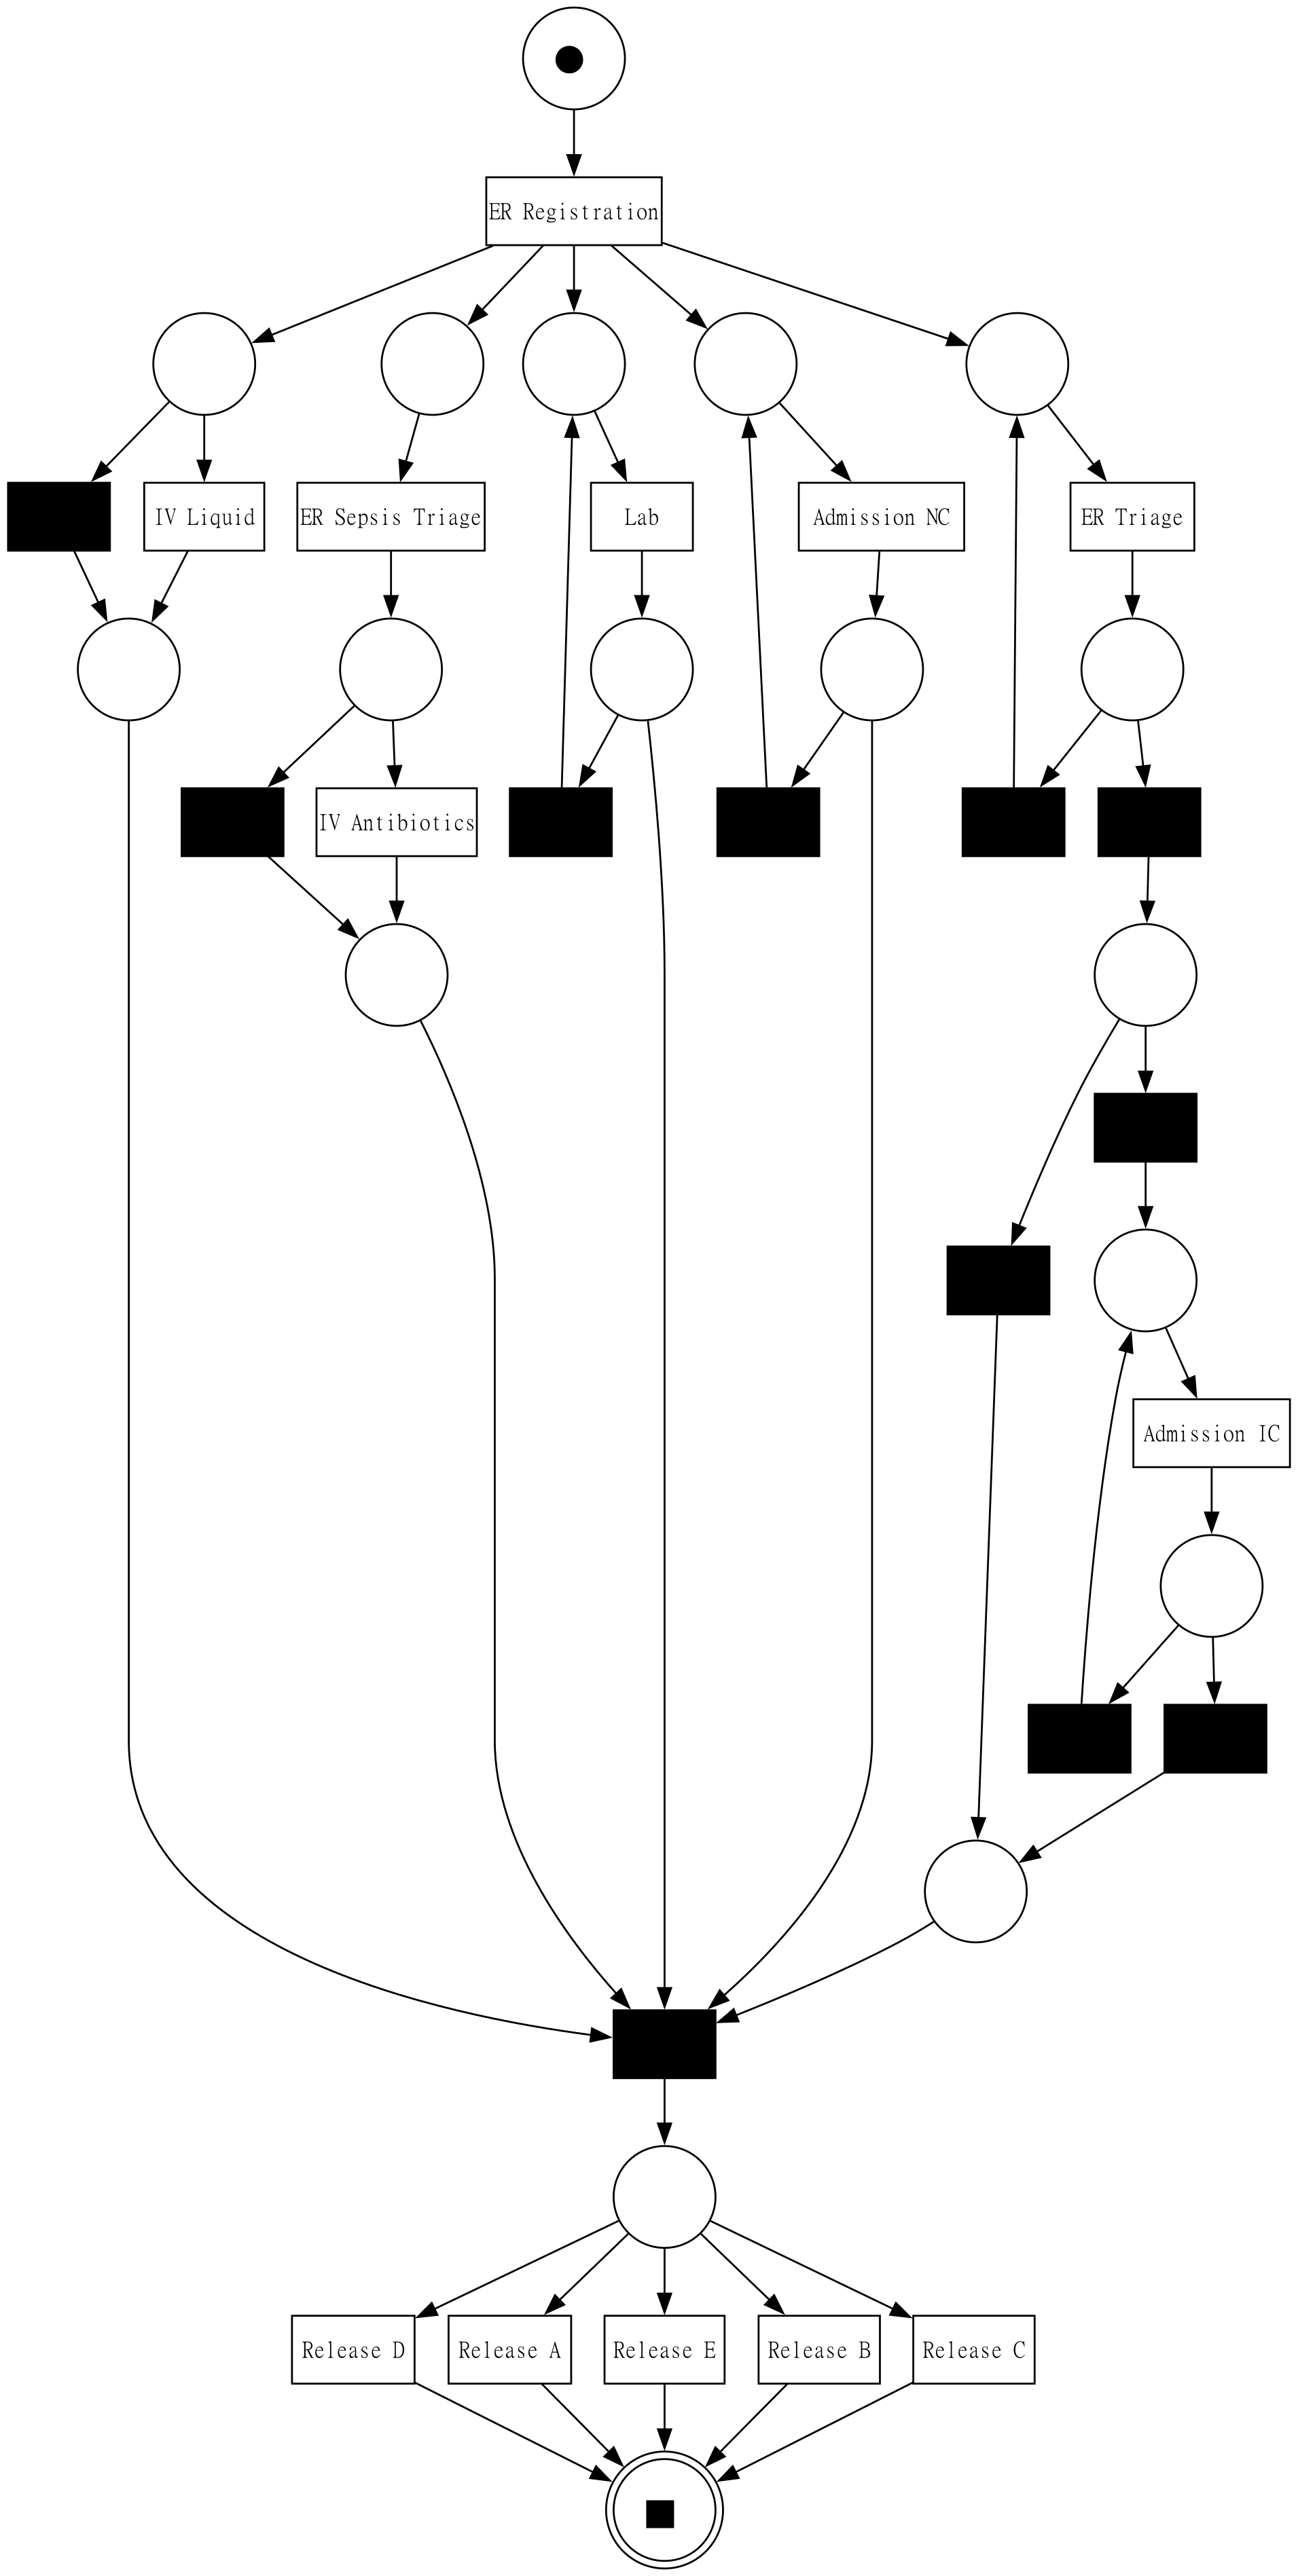 ER Registration
IV Liquid
ER Sepsis Triage
Lab
Admission NC
ER Triage
IV Antibiotics
Admission IC
Release D
Release A
Release E
Release B
Release C